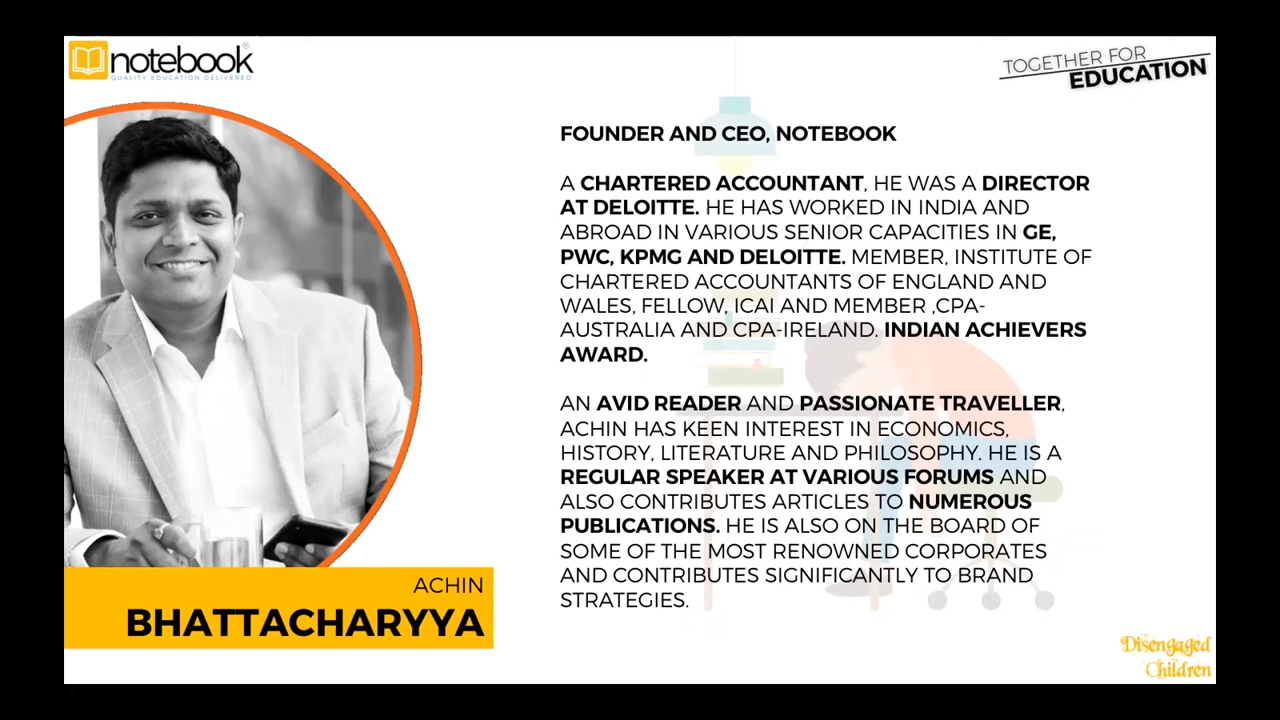 notebook®
QUALITY EDUCATION DELIVERED
TOGETHER FOR
EDUCATION
FOUNDER AND CEO, NOTEBOOK
A CHARTERED ACCOUNTANT, HE WAS A DIRECTOR
AT DELOITTE. HE HAS WORKED IN INDIA AND
ABROAD IN VARIOUS SENIOR CAPACITIES IN GE,
PWC, KPMG AND DELOITTE. MEMBER, INSTITUTE OF
CHARTERED ACCOUNTANTS OF ENGLAND AND
WALES, FELLOW, ICAI AND MEMBER ,CPA-
AUSTRALIA AND CPA-IRELAND. INDIAN ACHIEVERS
AWARD.
AN AVID READER AND PASSIONATE TRAVELLER,
ACHIN HAS KEEN INTEREST IN ECONOMICS,
HISTORY, LITERATURE AND PHILOSOPHY. HE IS A
REGULAR SPEAKER AT VARIOUS FORUMS AND
ALSO CONTRIBUTES ARTICLES TO NUMEROUS
PUBLICATIONS. HE IS ALSO ON THE BOARD OF
SOME OF THE MOST RENOWNED CORPORATES
AND CONTRIBUTES SIGNIFICANTLY TO BRAND
STRATEGIES.
ACHIN
BHATTACHARYYA
Disengaged
Children